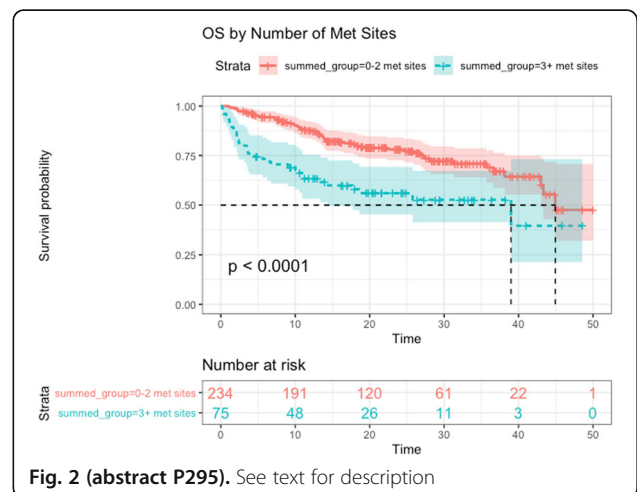 OS by Number of Met Sites
Strata summed_group=0-2 met sites summed_group=3+ met sites
Survival probability
1.00
0.75
0.50
0.25
0.00
p < 0.0001
0 10 20 30 40 50
Time
Number at risk
Strata
summed_group=0-2 met sites 234 191 120 61 22 1
summed_group=3+ met sites 75 48 26 11 3 0
0 10 20 30 40 50
Time
Fig. 2 (abstract P295). See text for description